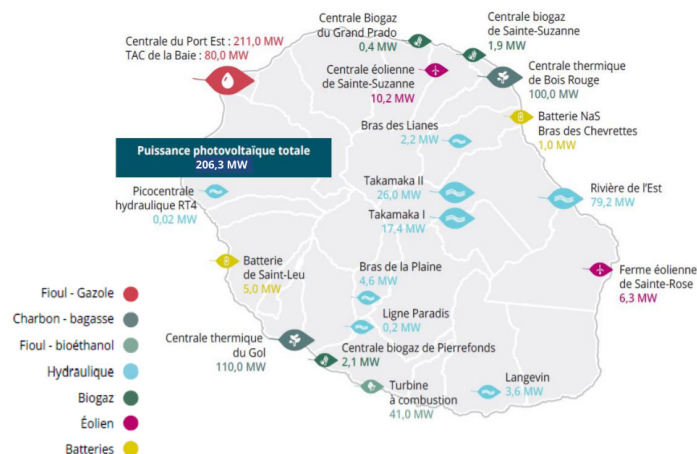 Centrale du Port Est : 211,0 MW
TAC de la Baie : 80,0 MW
Centrale Biogaz
du Grand Prado
0,4 MW
Centrale biogaz
de Sainte-Suzanne
1,9 MW
Centrale éolienne
de Sainte-Suzanne
10,2 MW
Centrale thermique
de Bois Rouge
100,0 MW
Bras des Lianes
2,2 MW
Batterie NaS
Bras des Chevrettes
1,0 MW
Puissance photovoltaïque totale
206,3 MW
Picocentrale
hydraulique RT4
0,02 MW
Takamaka II
26,0 MW
Takamaka I
17,4 MW
Rivière de l'Est
79,2 MW
Batterie
de Saint-Leu
5,0 MW
Bras de la Plaine
4,6 MW
Ferme éolienne
de Sainte-Rose
6,3 MW
Ligne Paradis
0,2 MW
Centrale thermique
du Gol
110,0 MW
Centrale biogaz de Pierrefonds
2,1 MW
Turbine
à combustion
41,0 MW
Langevin
3,6 MW
Fioul - Gazole
Charbon - bagasse
Fioul - bioéthanol
Hydraulique
Biogaz
Éolien
Batteries